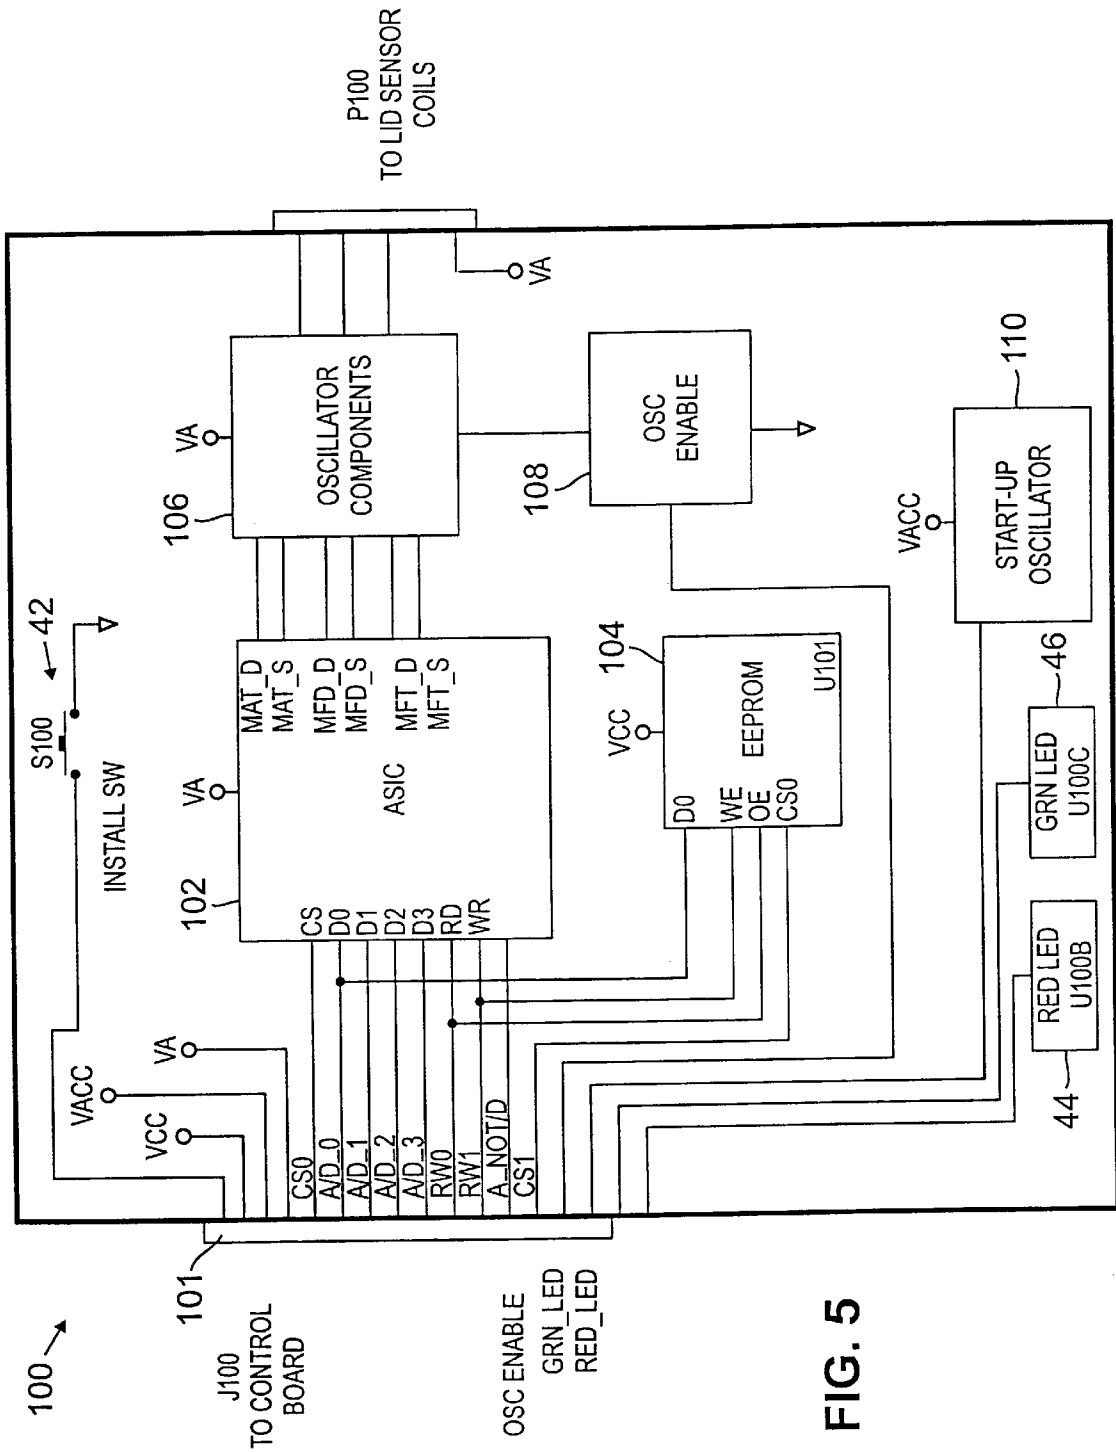 100
J100
TO CONTROL
BOARD
101
OSC ENABLE
GRN_LED
RED_LED
S100
42
INSTALL SW
VCC
VACC
VA
CS0
A/D_0
A/D_1
A/D_2
A/D_3
RW0
RW1
A_NOT/D
CS1
102
VA
ASIC
CS
D0
D1
D2
D3
RD
WR
MAT_D
MAT_S
MFD_D
MFD_S
MFT_D
MFT_S
106
VA
OSCILLATOR
COMPONENTS
P100
TO LID SENSOR
COILS
VA
104
VCC
EEPROM
U101
D0
WE
OE
CS0
108
OSC
ENABLE
VACC
110
START-UP
OSCILLATOR
44
RED LED
U100B
46
GRN LED
U100C
FIG. 5